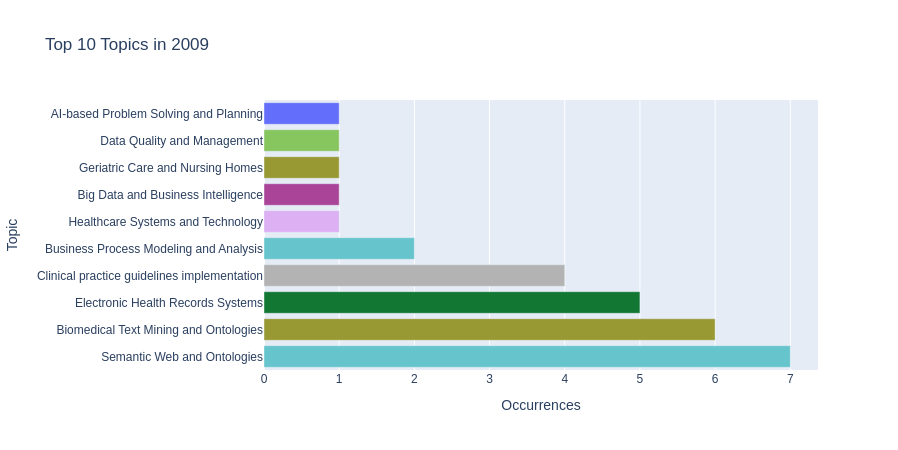 Top 10 Topics in 2009
Topic
AI-based Problem Solving and Planning
Data Quality and Management
Geriatric Care and Nursing Homes
Big Data and Business Intelligence
Healthcare Systems and Technology
Business Process Modeling and Analysis
Clinical practice guidelines implementation
Electronic Health Records Systems
Biomedical Text Mining and Ontologies
Semantic Web and Ontologies
0 1 2 3 4 5 6 7
Occurrences